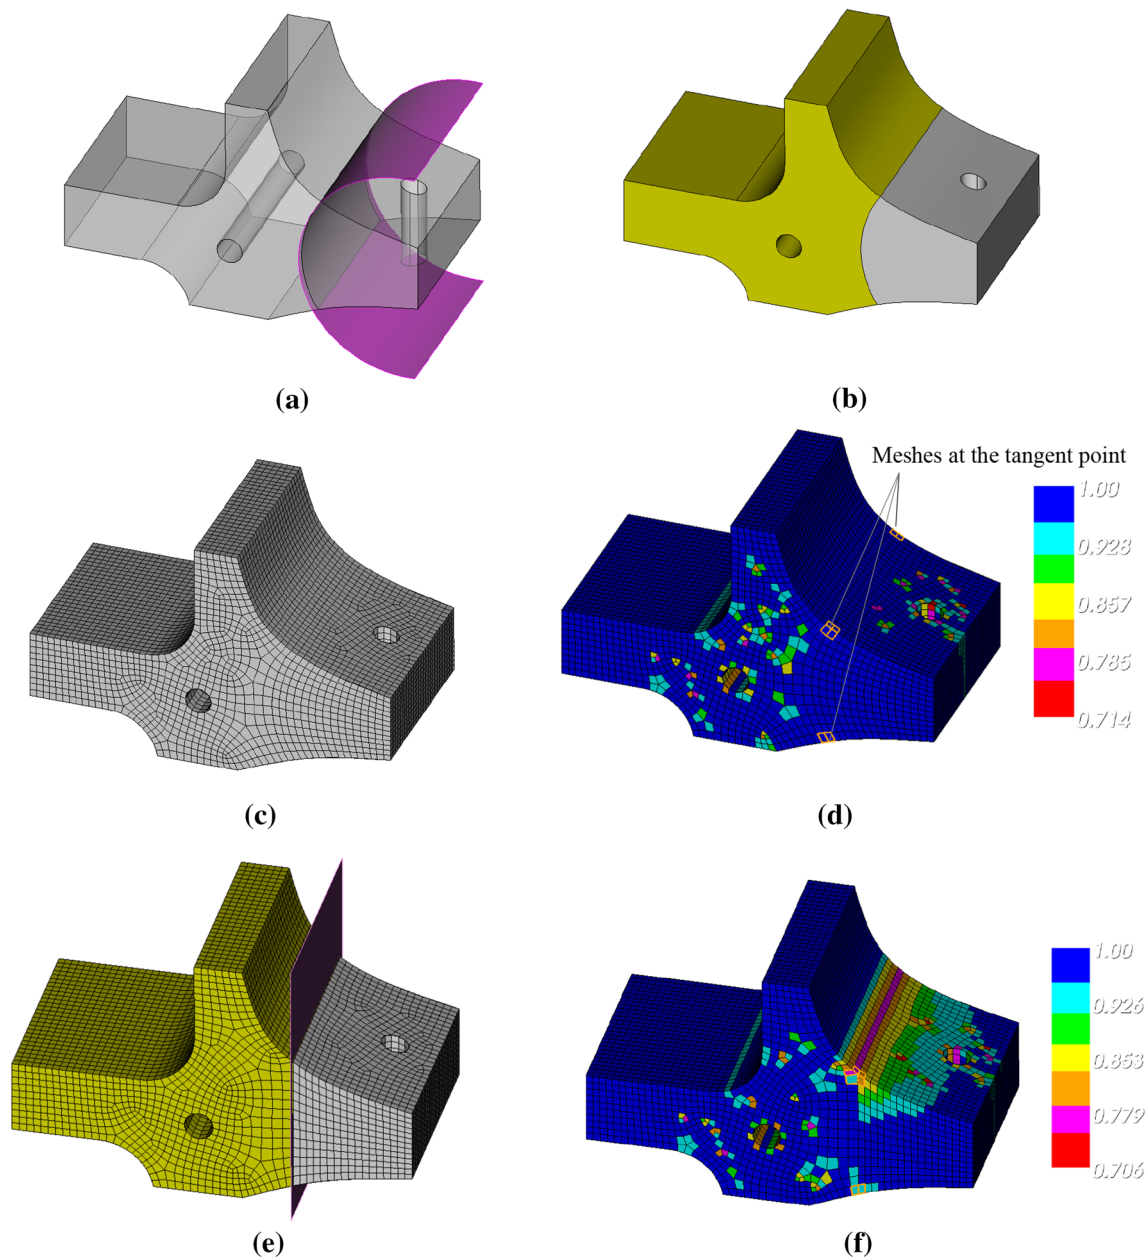 (a)
(b)
Meshes at the tangent point
1.00
0.928
0.857
0.785
0.714
(c)
(d)
1.00
0.926
0.853
0.779
0.706
(e)
(f)